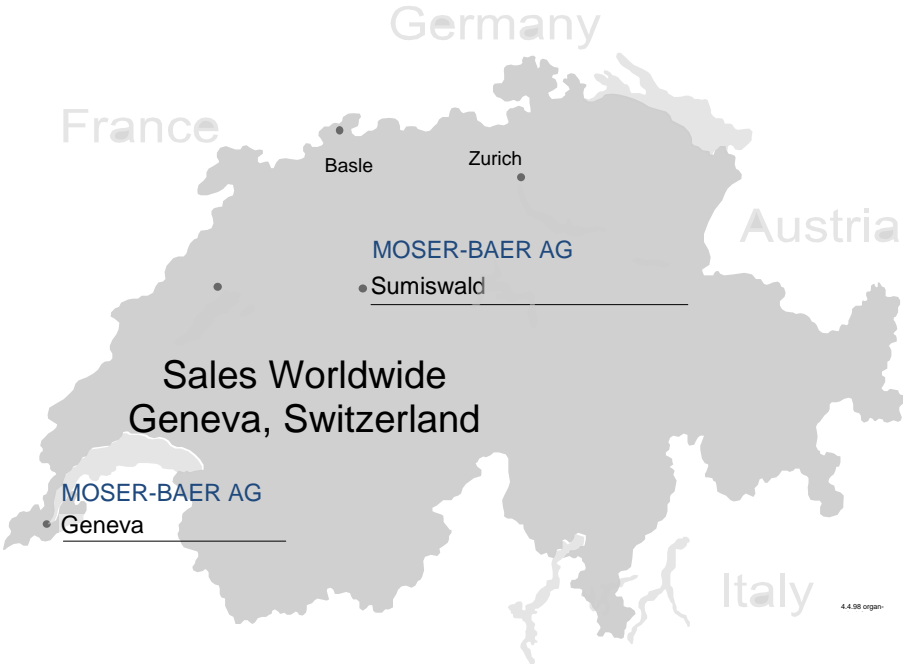 Germany
France
Basle
Zurich
Austria
MOSER-BAER AG
Sumiswald
Sales Worldwide
Geneva, Switzerland
MOSER-BAER AG
Geneva
Italy
4.4.98 organ-